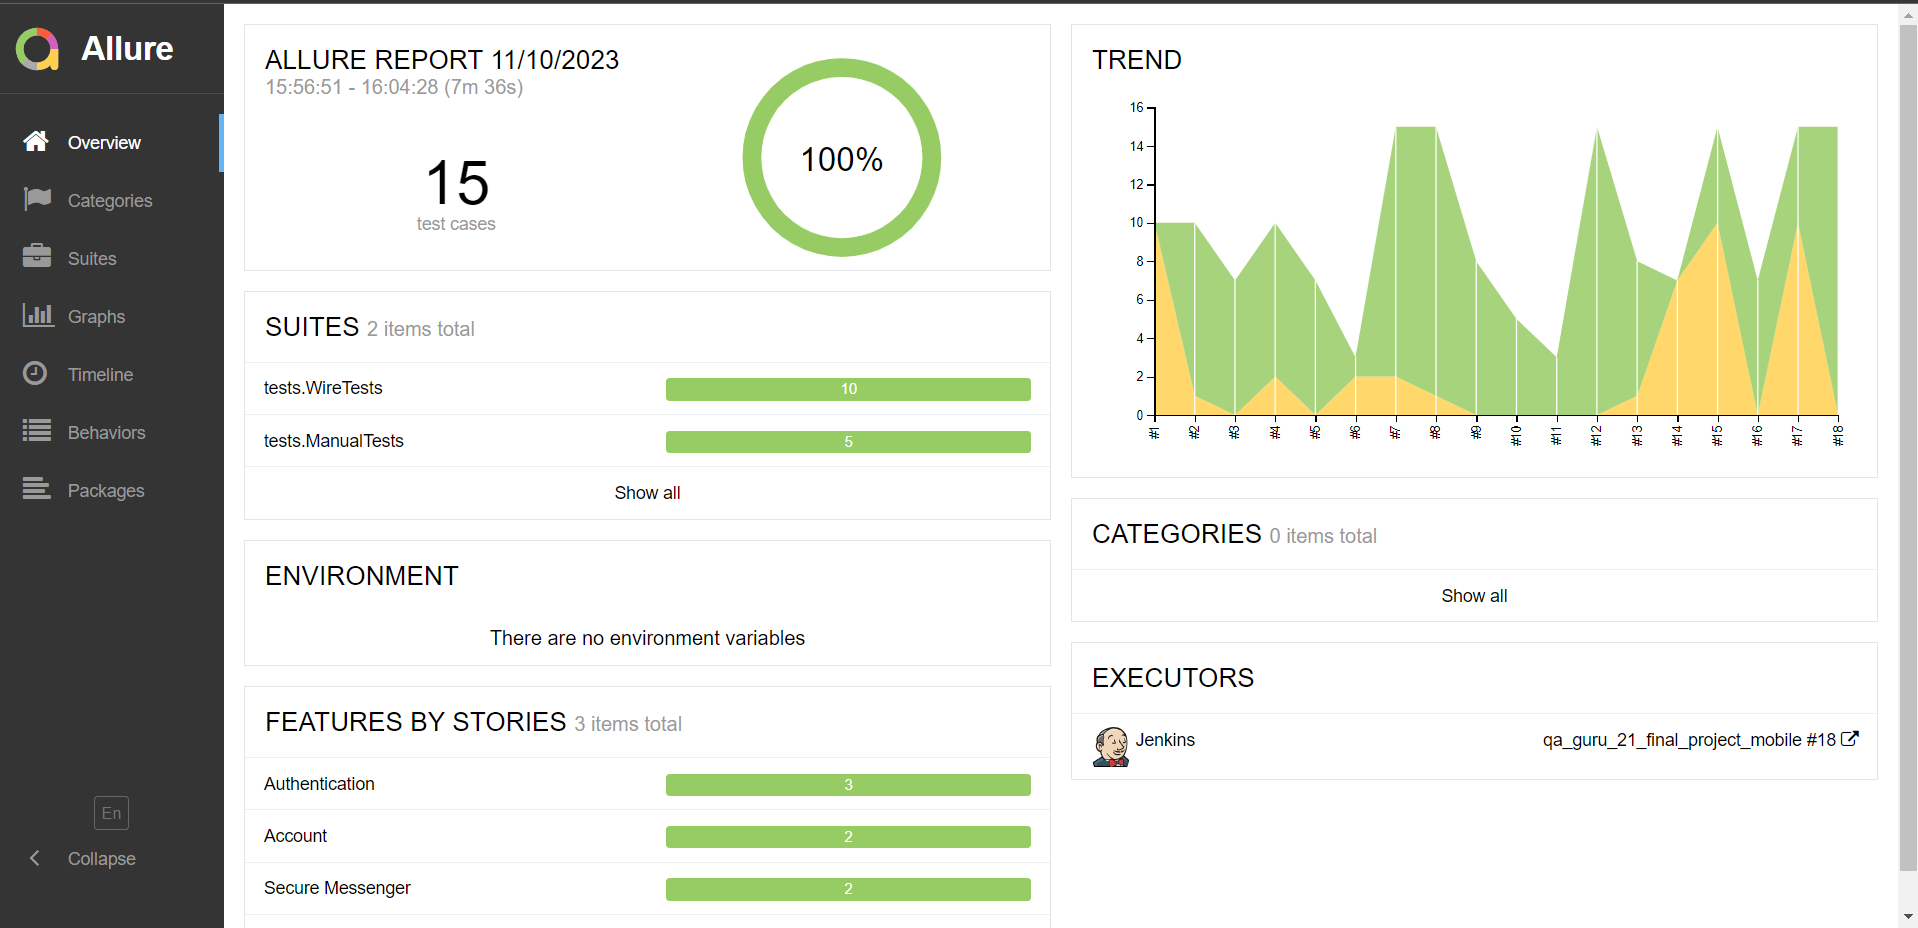 Allure
Overview
Categories
Suites
Graphs
Timeline
Behaviors
Packages
En
Collapse
ALLURE REPORT 11/10/2023
15:56:51 - 16:04:28 (7m 36s)
15
test cases
100%
SUITES 2 items total
tests.WireTests 10
tests.ManualTests 5
Show all
ENVIRONMENT
There are no environment variables
FEATURES BY STORIES 3 items total
Authentication 3
Account 2
Secure Messenger 2
TREND
16
14
12
10
8
6
4
2
0
#1 #2 #3 #4 #5 #6 #7 #8 #9 #10 #11 #12 #13 #14 #15 #16 #17 #18
CATEGORIES 0 items total
Show all
EXECUTORS
Jenkins qa_guru_21_final_project_mobile #18